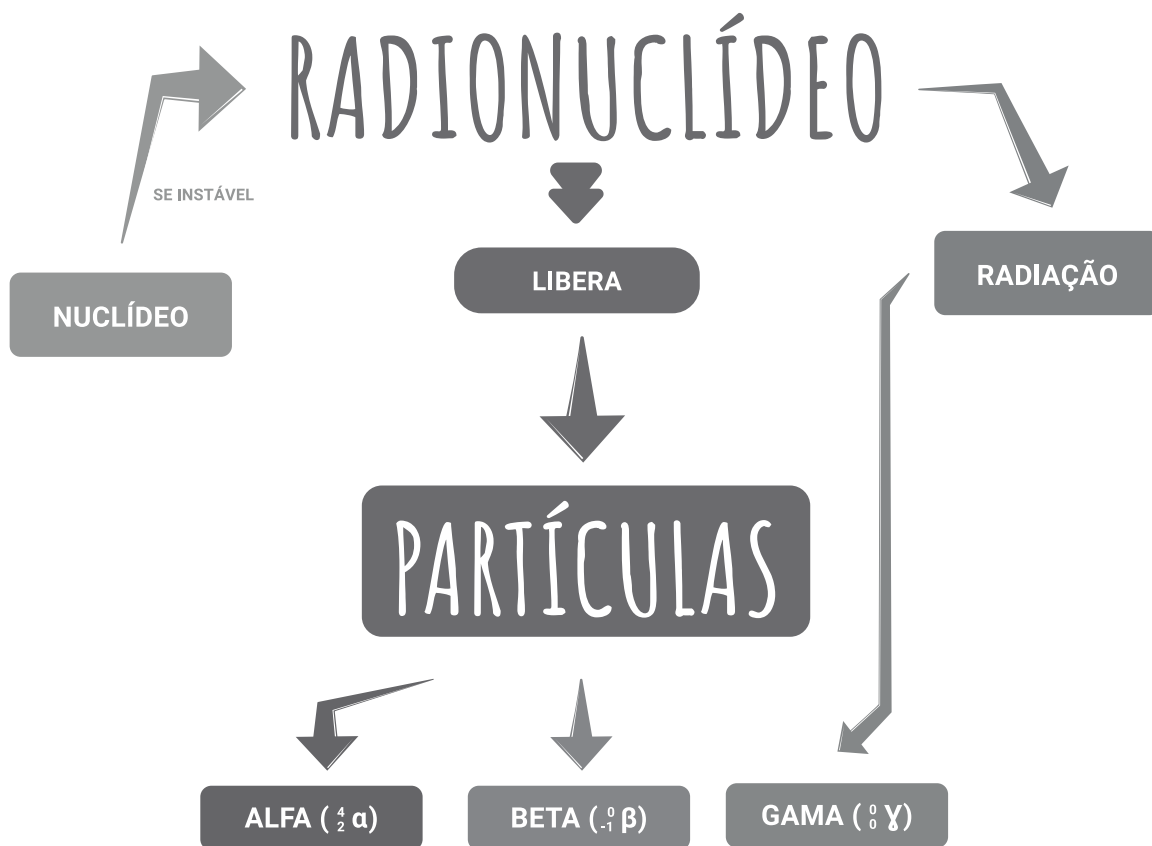 RADIONUCLÍDEO
SE INSTÁVEL
NUCLÍDEO
LIBERA
RADIAÇÃO
PARTÍCULAS
ALFA ( ⁴₂ α)
BETA ( ⁰₋₁ β)
GAMA ( ⁰₀ γ)